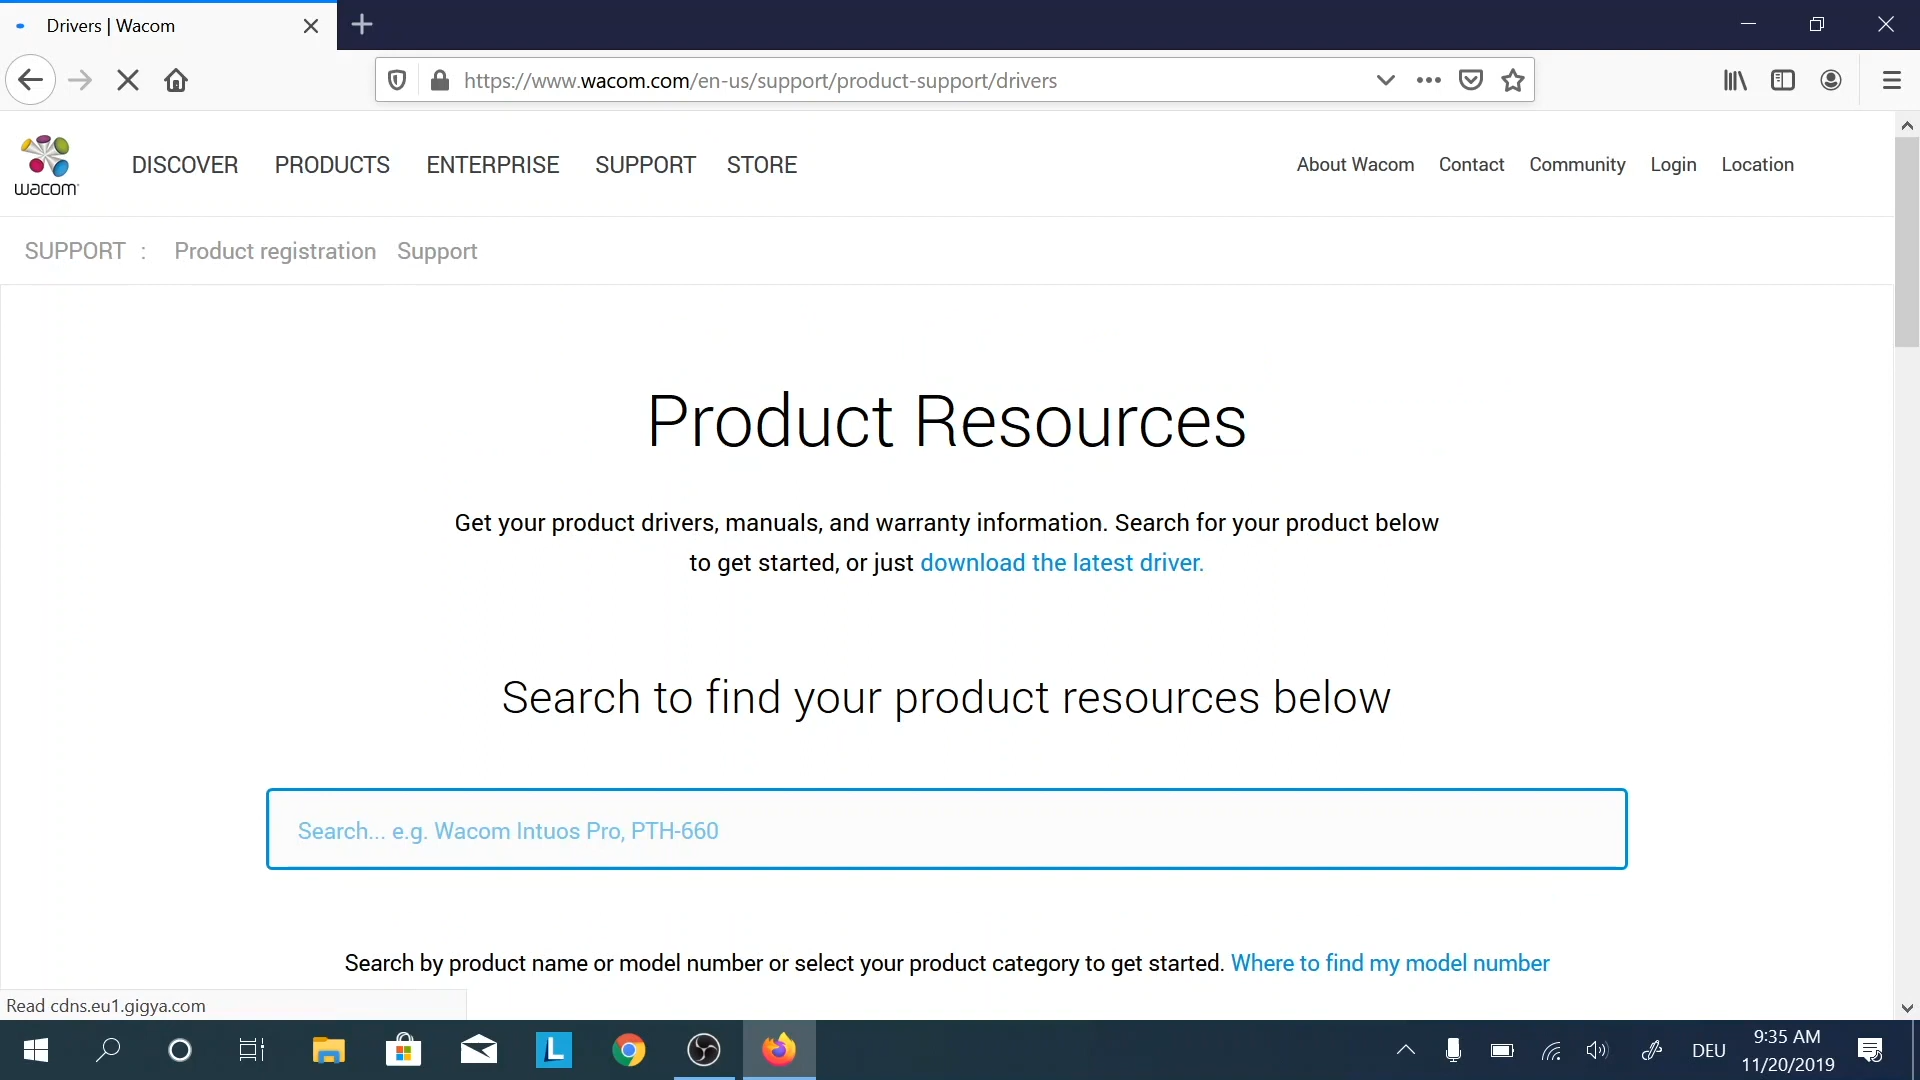 Drivers | Wacom
https://www.wacom.com/en-us/support/product-support/drivers
wacom
DISCOVER PRODUCTS ENTERPRISE SUPPORT STORE
About Wacom Contact Community Login Location
SUPPORT : Product registration Support
Product Resources
Get your product drivers, manuals, and warranty information. Search for your product below
to get started, or just download the latest driver.
Search to find your product resources below
Search... e.g. Wacom Intuos Pro, PTH-660
Search by product name or model number or select your product category to get started. Where to find my model number
Read cdns.eu1.gigya.com
L
DEU
9:35 AM
11/20/2019